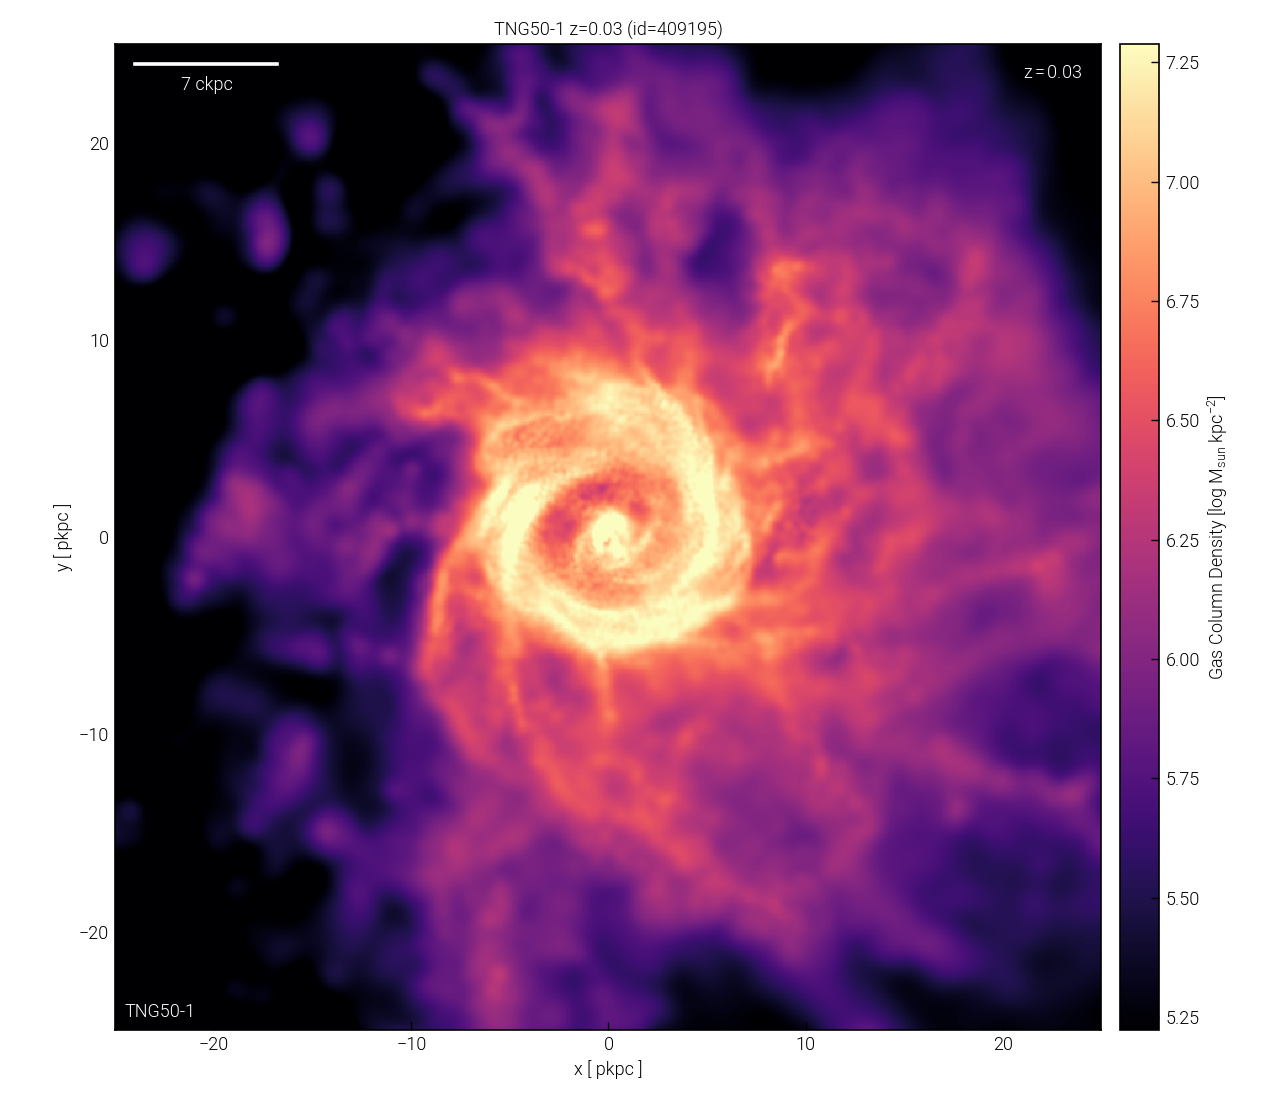 TNG50-1 z=0.03 (id=409195)
7 ckpc
z=0.03
TNG50-1
20
10
0
−10
−20
y [ pkpc ]
−20
−10
0
10
20
x [ pkpc ]
7.25
7.00
6.75
6.50
6.25
6.00
5.75
5.50
5.25
Gas Column Density [log M_sun kpc⁻²]